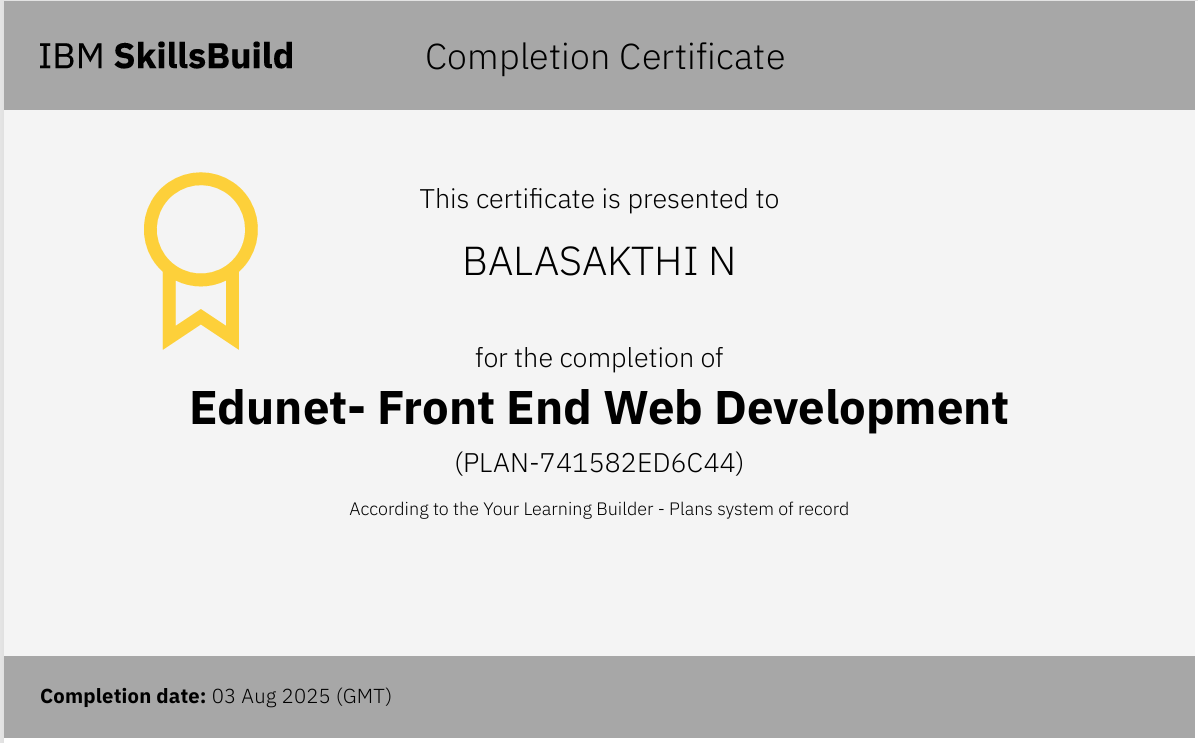 IBM SkillsBuild
Completion Certificate
This certificate is presented to
BALASAKTHI N
for the completion of
Edunet- Front End Web Development
(PLAN-741582ED6C44)
According to the Your Learning Builder - Plans system of record
Completion date: 03 Aug 2025 (GMT)